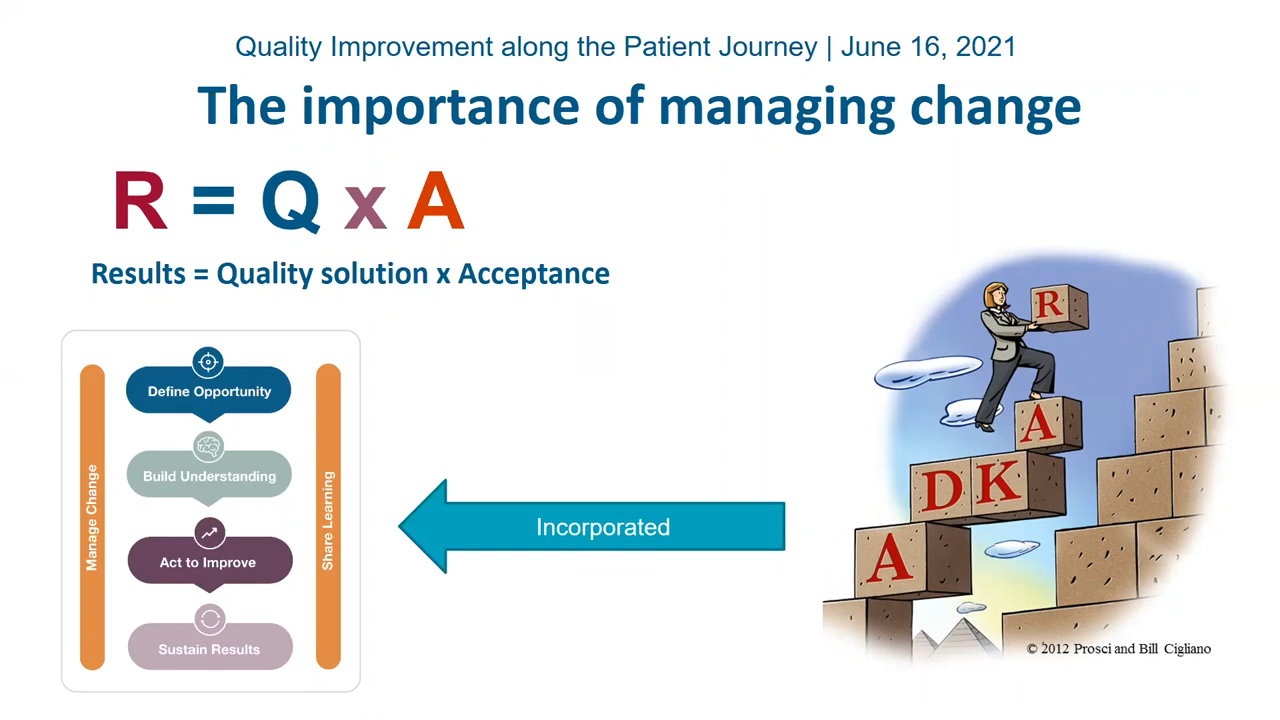 Quality Improvement along the Patient Journey | June 16, 2021
The importance of managing change
R = Q x A
Results = Quality solution x Acceptance
Manage Change
Define Opportunity
Build Understanding
Act to Improve
Sustain Results
Share Learning
Incorporated
R
A
D K
A
© 2012 Prosci and Bill Cigliano